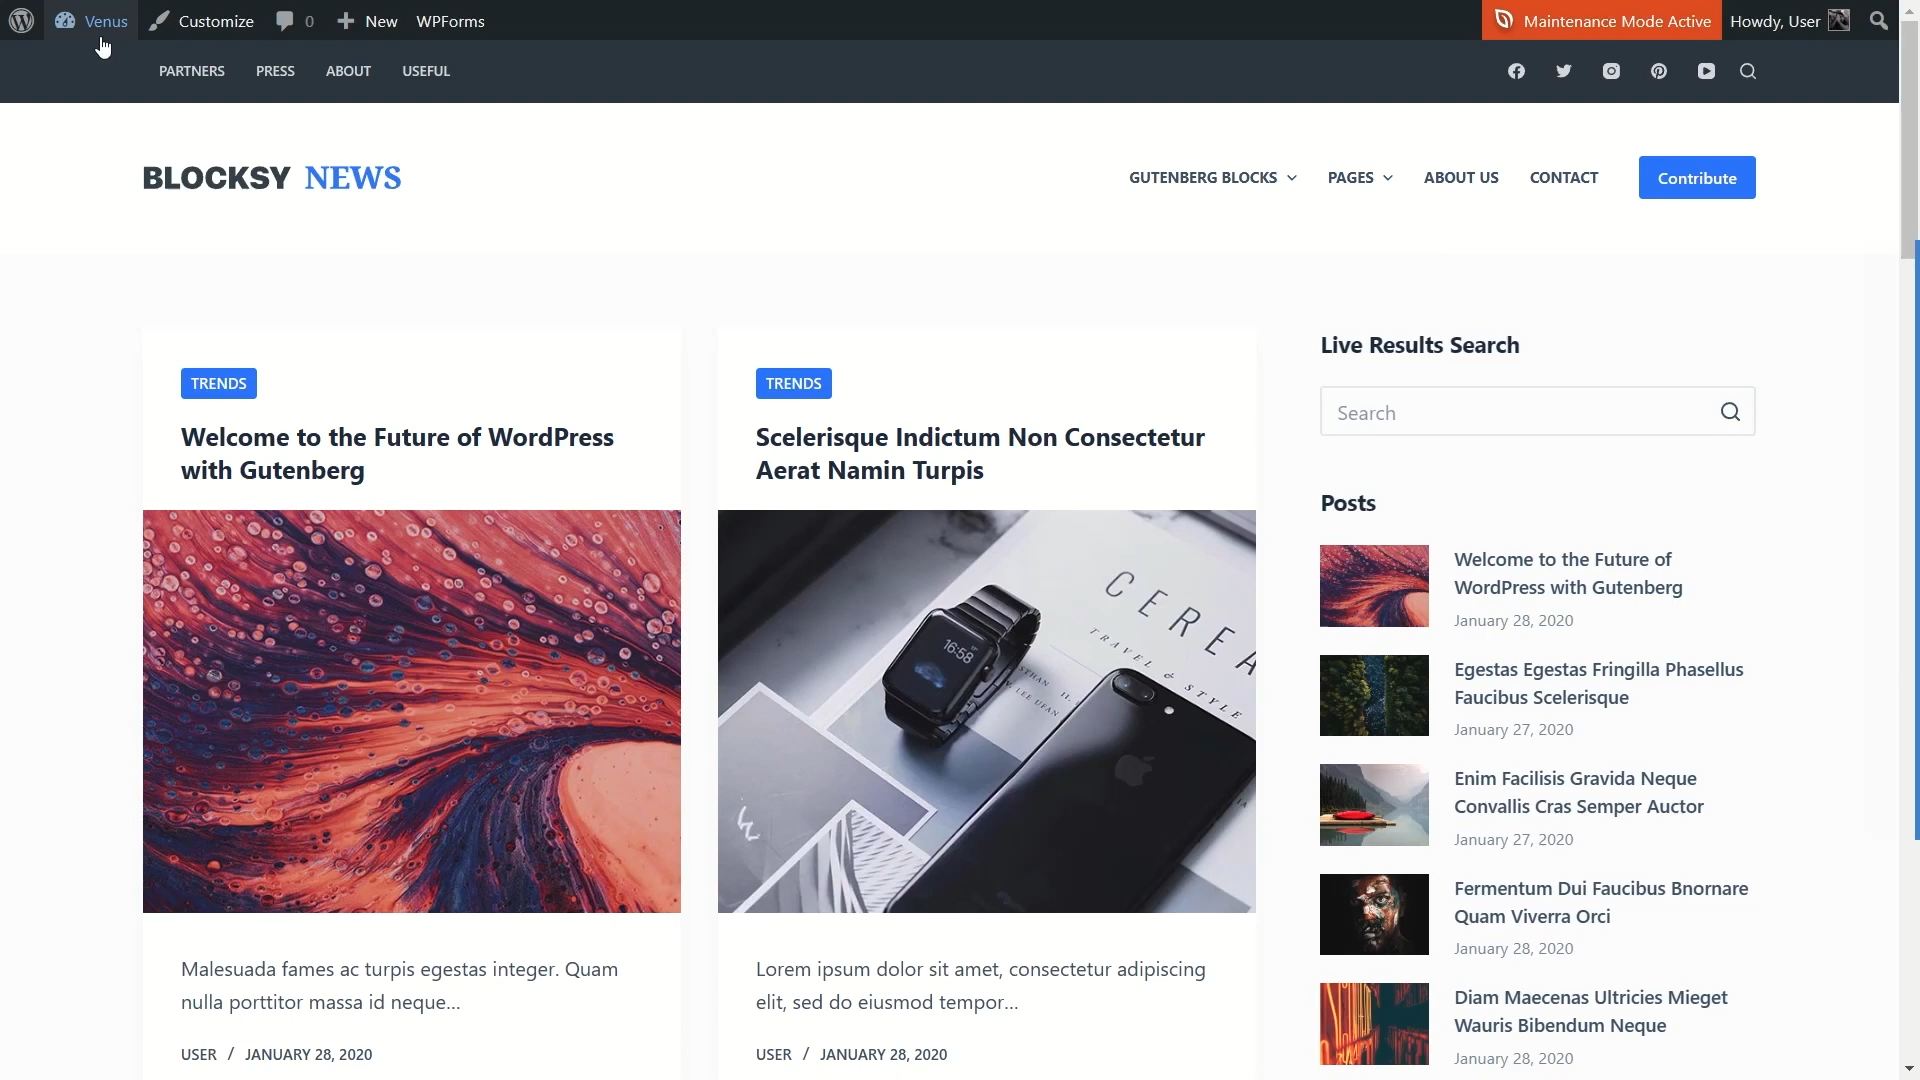 Venus Customize 0 New WPForms Maintenance Mode Active Howdy, User
PARTNERS PRESS ABOUT USEFUL
BLOCKSY NEWS
GUTENBERG BLOCKS PAGES ABOUT US CONTACT Contribute
TRENDS
Welcome to the Future of WordPress
with Gutenberg
Malesuada fames ac turpis egestas integer. Quam
nulla porttitor massa id neque...
USER / JANUARY 28, 2020
TRENDS
Scelerisque Indictum Non Consectetur
Aerat Namin Turpis
CEREA
TRAVEL & STYLE
16:58
Lorem ipsum dolor sit amet, consectetur adipiscing
elit, sed do eiusmod tempor...
USER / JANUARY 28, 2020
Live Results Search
Search
Posts
Welcome to the Future of
WordPress with Gutenberg
January 28, 2020
Egestas Egestas Fringilla Phasellus
Faucibus Scelerisque
January 27, 2020
Enim Facilisis Gravida Neque
Convallis Cras Semper Auctor
January 27, 2020
Fermentum Dui Faucibus Bnornare
Quam Viverra Orci
January 28, 2020
Diam Maecenas Ultricies Mieget
Wauris Bibendum Neque
January 28, 2020